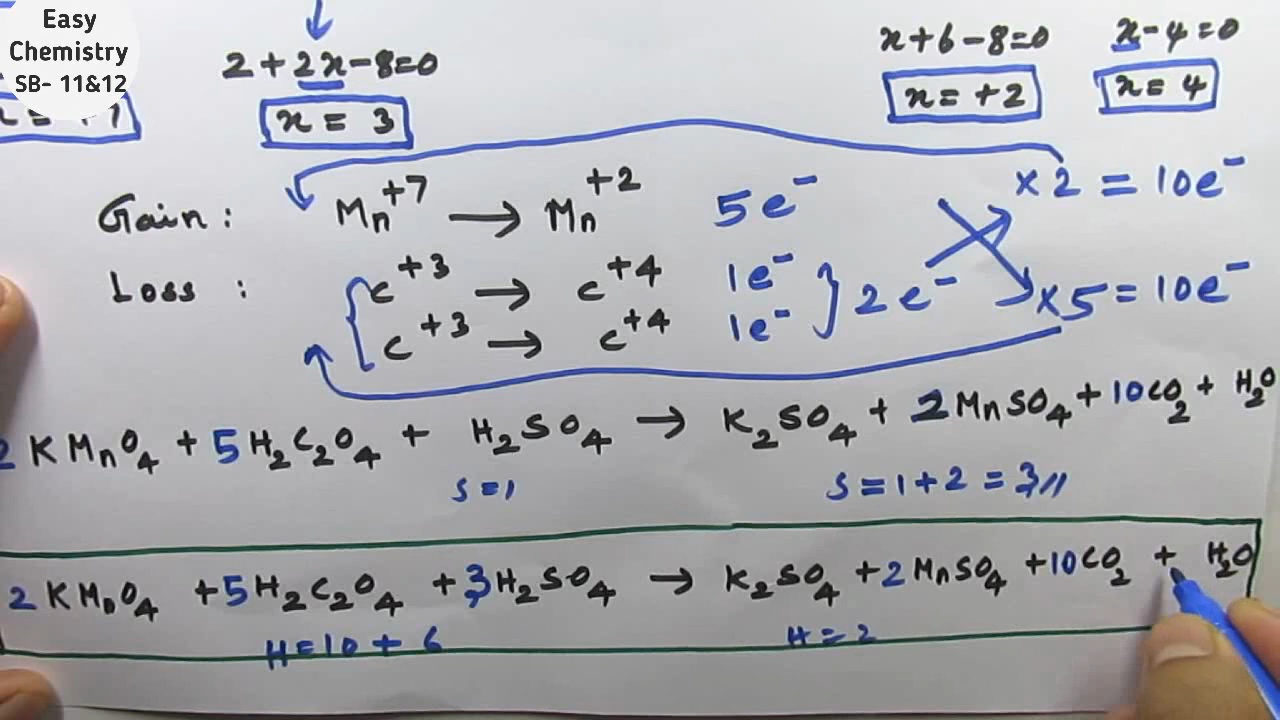 Easy
Chemistry
SB- 11&12
2 + 2x - 8 = 0
x + 6 - 8 = 0
x - 4 = 0
x = 3
x = +2
x = 4
Gain : Mn⁺⁷ → Mn⁺² 5e⁻ ×2 = 10e⁻
Loss : C⁺³ → C⁺⁴ 1e⁻
C⁺³ → C⁺⁴ 1e⁻ } 2e⁻ ×5 = 10e⁻
2 KMnO₄ + 5 H₂C₂O₄ + H₂SO₄ → K₂SO₄ + 2 MnSO₄ + 10 CO₂ + H₂O
S = 1
S = 1 + 2 = 3 //
2 KMnO₄ + 5 H₂C₂O₄ + 3 H₂SO₄ → K₂SO₄ + 2 MnSO₄ + 10 CO₂ + H₂O
H = 10 + 6
H = 2